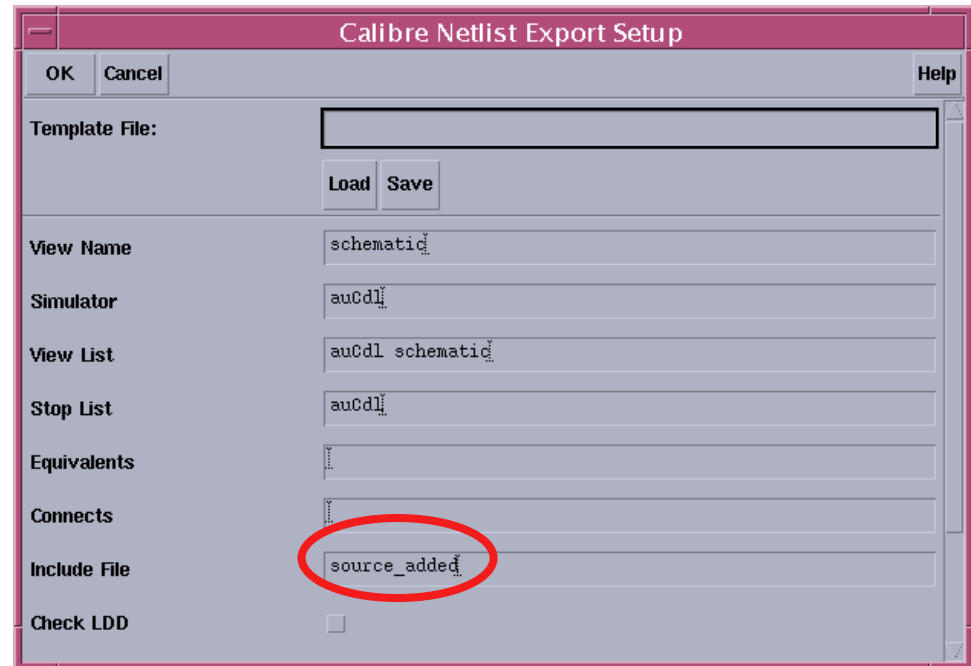 Calibre Netlist Export Setup
OK Cancel Help
Template File:
Load Save
View Name schematic
Simulator auCdl
View List auCdl schematic
Stop List auCdl
Equivalents
Connects
Include File source_added
Check LDD